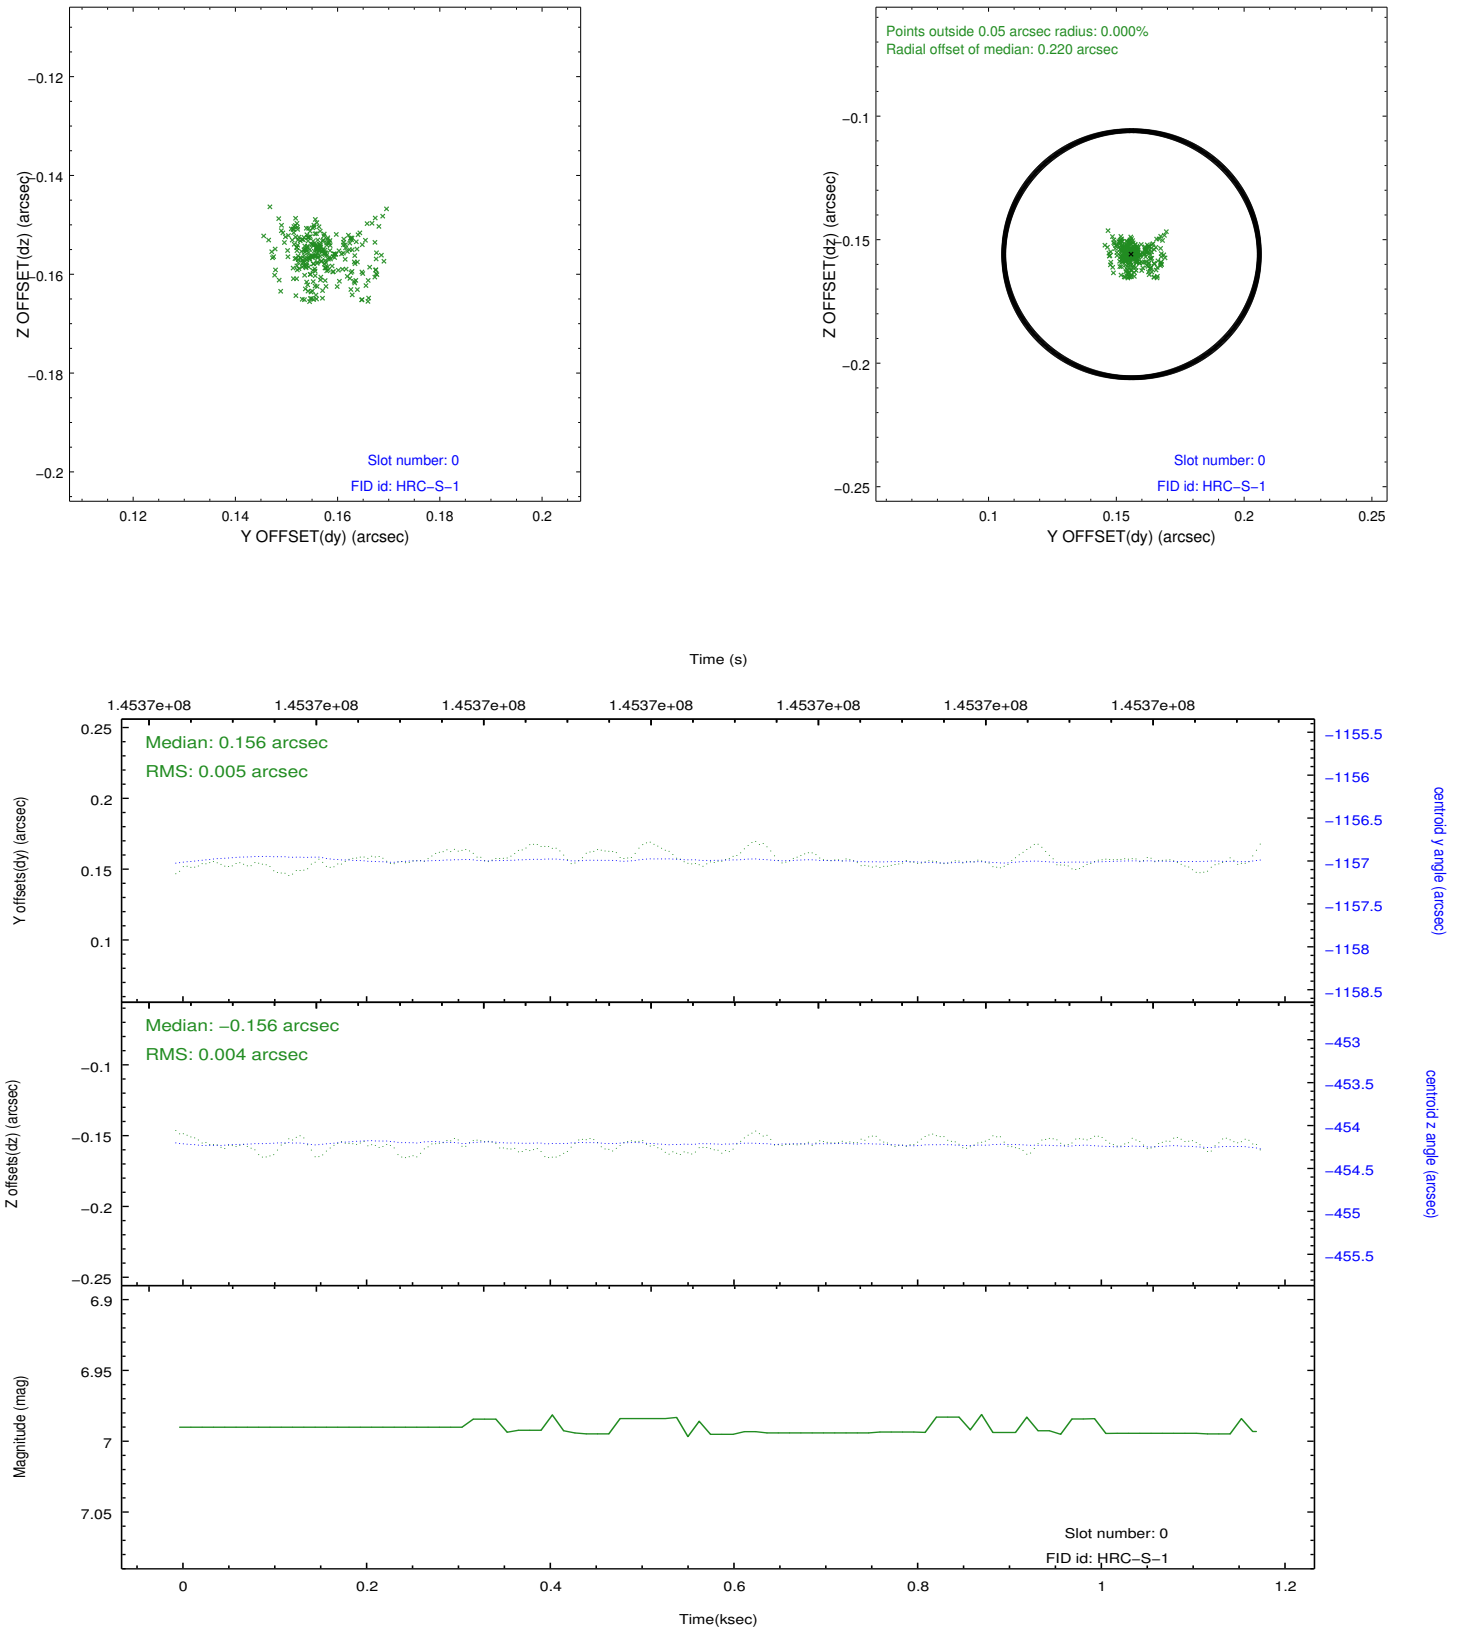 −0.12
−0.14
−0.16
−0.18
−0.2
Z OFFSET(dz) (arcsec)
Slot number: 0
FID id: HRC−S−1
0.12 0.14 0.16 0.18 0.2
Y OFFSET(dy) (arcsec)
Points outside 0.05 arcsec radius: 0.000%
Radial offset of median: 0.220 arcsec
−0.1
−0.15
−0.2
−0.25
Z OFFSET(dz) (arcsec)
Slot number: 0
FID id: HRC−S−1
0.1 0.15 0.2 0.25
Y OFFSET(dy) (arcsec)
Time (s)
1.4537e+08 1.4537e+08 1.4537e+08 1.4537e+08 1.4537e+08 1.4537e+08 1.4537e+08
Median: 0.156 arcsec
RMS: 0.005 arcsec
0.25
0.2
0.15
0.1
Y offsets(dy) (arcsec)
−1155.5
−1156
−1156.5
−1157
−1157.5
−1158
−1158.5
centroid y angle (arcsec)
Median: −0.156 arcsec
RMS: 0.004 arcsec
−0.1
−0.15
−0.2
−0.25
Z offsets(dz) (arcsec)
−453
−453.5
−454
−454.5
−455
−455.5
centroid z angle (arcsec)
6.9
6.95
7
7.05
Magnitude (mag)
Slot number: 0
FID id: HRC−S−1
0 0.2 0.4 0.6 0.8 1 1.2
Time(ksec)